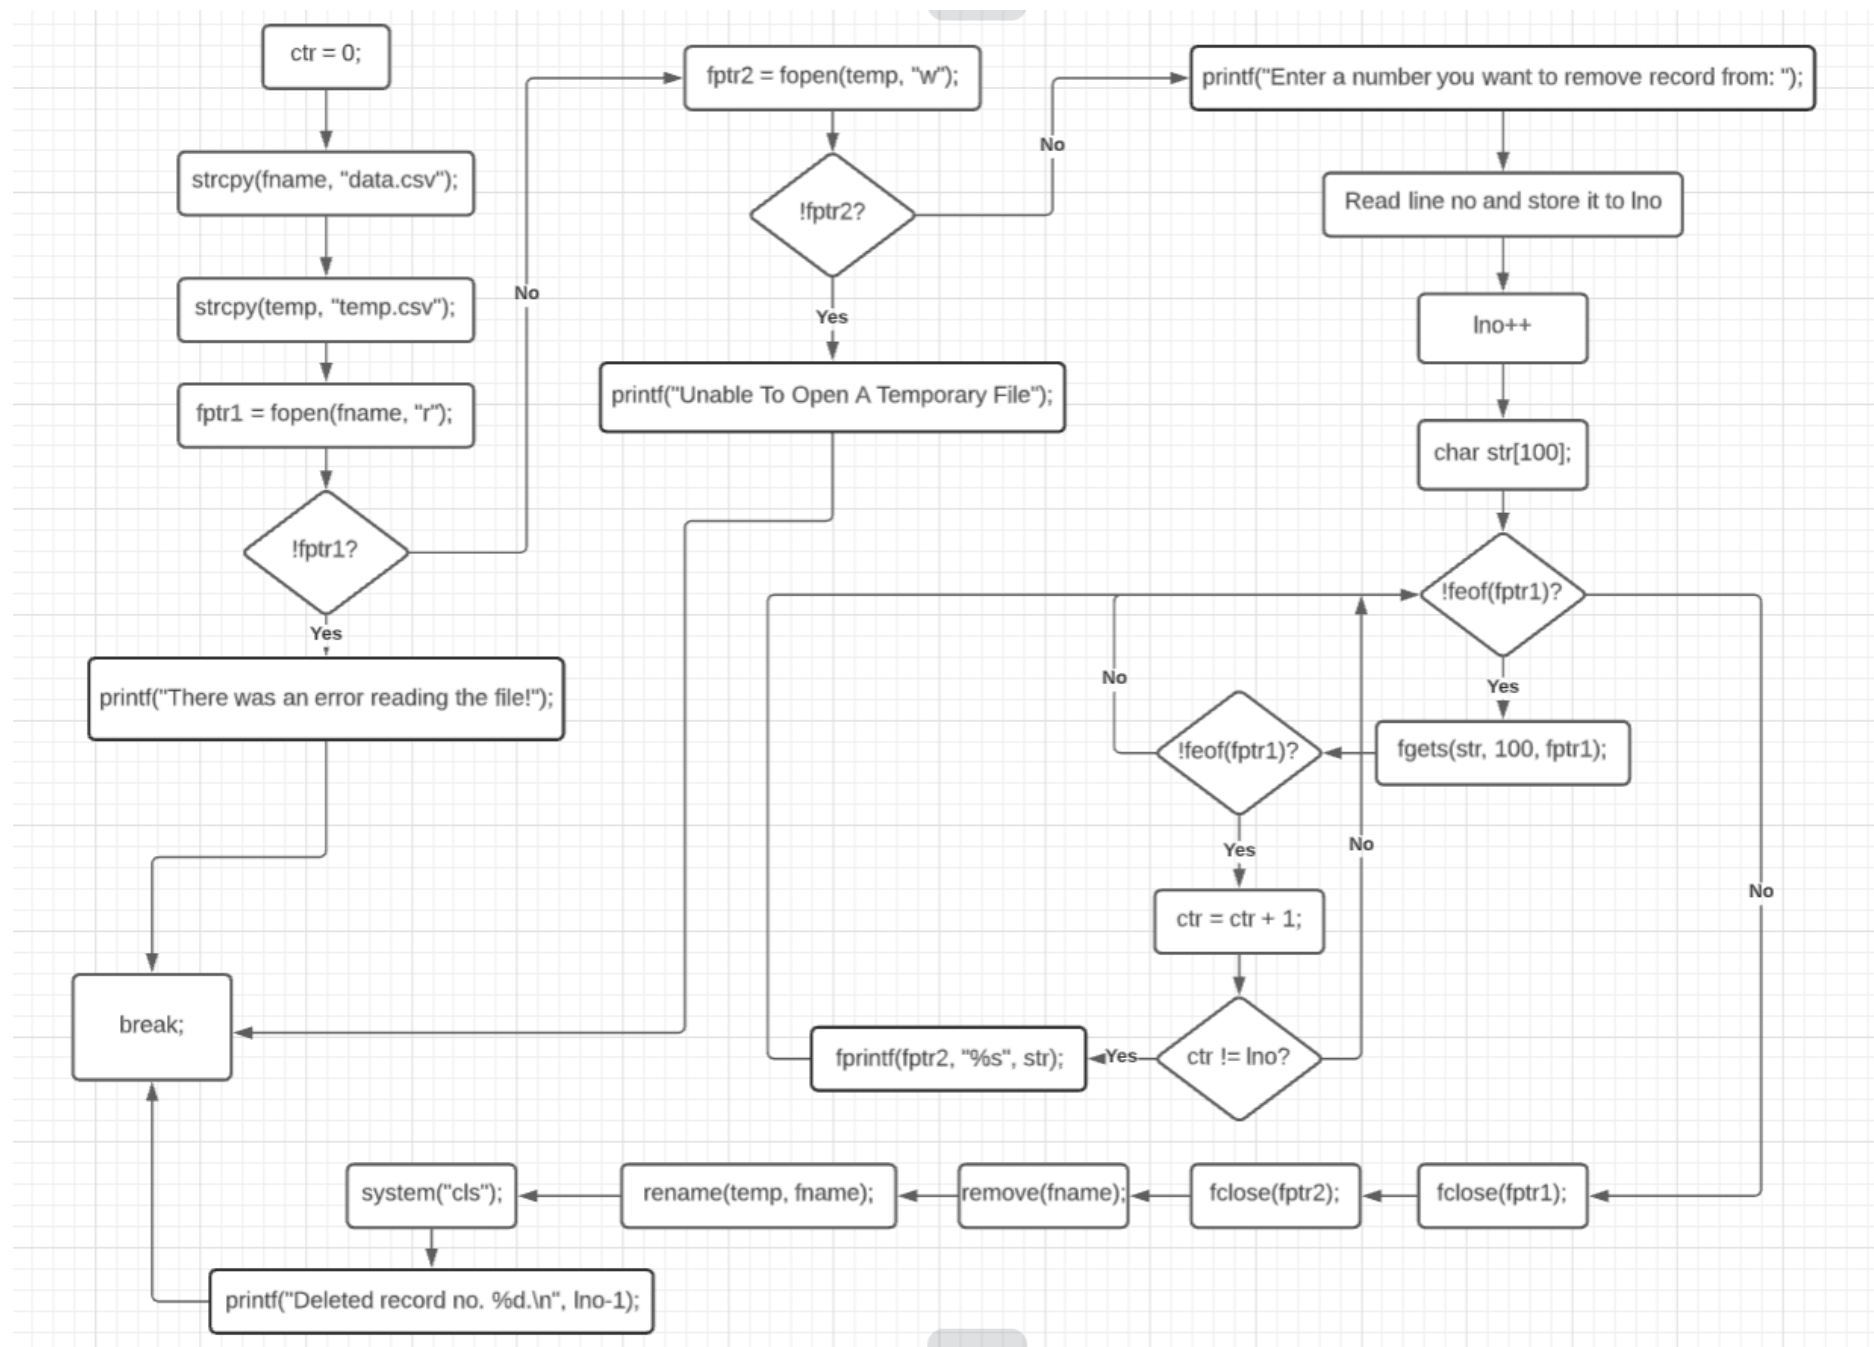 ctr = 0;
strcpy(fname, "data.csv");
strcpy(temp, "temp.csv");
fptr1 = fopen(fname, "r");
!fptr1?
No
Yes
printf("There was an error reading the file!");
break;
fptr2 = fopen(temp, "w");
!fptr2?
No
Yes
printf("Unable To Open A Temporary File");
printf("Enter a number you want to remove record from: ");
Read line no and store it to lno
lno++
char str[100];
!feof(fptr1)?
Yes
No
fgets(str, 100, fptr1);
!feof(fptr1)?
No
Yes
ctr = ctr + 1;
ctr != lno?
No
Yes
fprintf(fptr2, "%s", str);
fclose(fptr1);
fclose(fptr2);
remove(fname);
rename(temp, fname);
system("cls");
printf("Deleted record no. %d.\n", lno-1);